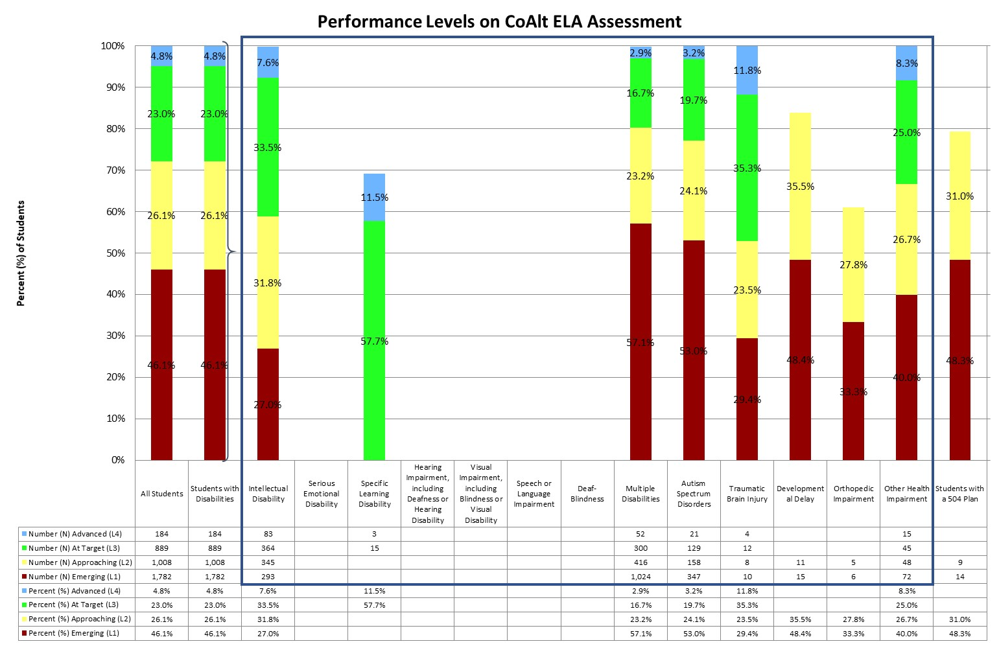 Performance Levels on CoAlt ELA Assessment
Percent (%) of Students
100%
90%
80%
70%
60%
50%
40%
30%
20%
10%
0%
4.8%
23.0%
26.1%
46.1%
4.8%
23.0%
26.1%
46.1%
7.6%
33.5%
31.8%
27.0%
11.5%
57.7%
2.9%
16.7%
23.2%
57.1%
3.2%
19.7%
24.1%
53.0%
11.8%
35.3%
23.5%
29.4%
35.5%
48.4%
27.8%
33.3%
8.3%
25.0%
26.7%
40.0%
31.0%
48.3%
All Students
Students with
Disabilities
Intellectual
Disability
Serious
Emotional
Disability
Specific
Learning
Disability
Hearing
Impairment,
including
Deafness or
Hearing
Disability
Visual
Impairment,
including
Blindness or
Visual
Disability
Speech or
Language
Impairment
Deaf-
Blindness
Multiple
Disabilities
Autism
Spectrum
Disorders
Traumatic
Brain Injury
Development
al Delay
Orthopedic
Impairment
Other Health
Impairment
Students with
a 504 Plan
Number (N) Advanced (L4) 184 184 83 3 52 21 4 15
Number (N) At Target (L3) 889 889 364 15 300 129 12 45
Number (N) Approaching (L2) 1,008 1,008 345 416 158 8 11 5 48 9
Number (N) Emerging (L1) 1,782 1,782 293 1,024 347 10 15 6 72 14
Percent (%) Advanced (L4) 4.8% 4.8% 7.6% 11.5% 2.9% 3.2% 11.8% 8.3%
Percent (%) At Target (L3) 23.0% 23.0% 33.5% 57.7% 16.7% 19.7% 35.3% 25.0%
Percent (%) Approaching (L2) 26.1% 26.1% 31.8% 23.2% 24.1% 23.5% 35.5% 27.8% 26.7% 31.0%
Percent (%) Emerging (L1) 46.1% 46.1% 27.0% 57.1% 53.0% 29.4% 48.4% 33.3% 40.0% 48.3%